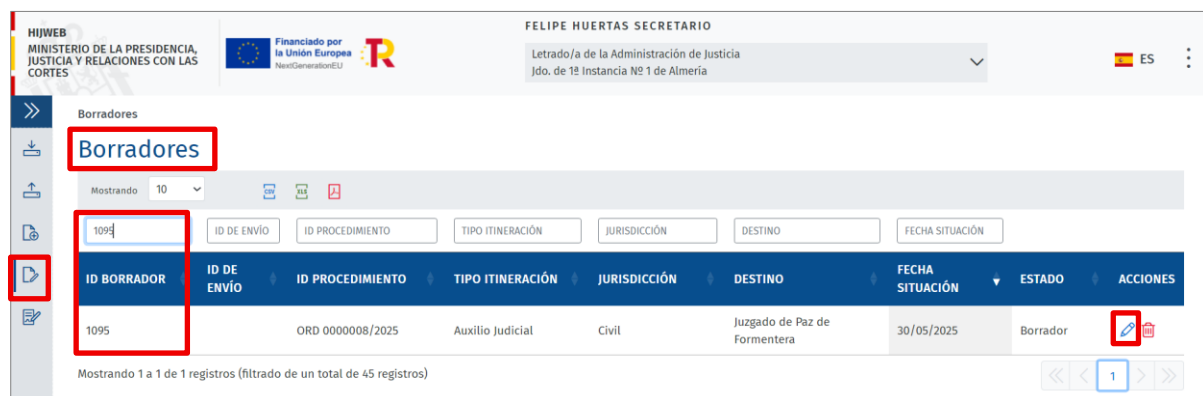 HIJWEB
MINISTERIO DE LA PRESIDENCIA,
JUSTICIA Y RELACIONES CON LAS
CORTES
Financiado por
la Unión Europea
NextGenerationEU
FELIPE HUERTAS SECRETARIO
Letrado/a de la Administración de Justicia
Jdo. de 1ª Instancia Nº 1 de Almería
ES
Borradores
Borradores
Mostrando 10
CSV XLS
1095 ID DE ENVÍO ID PROCEDIMIENTO TIPO ITINERACIÓN JURISDICCIÓN DESTINO FECHA SITUACIÓN
ID BORRADOR ID DE ENVÍO ID PROCEDIMIENTO TIPO ITINERACIÓN JURISDICCIÓN DESTINO FECHA SITUACIÓN ESTADO ACCIONES
1095 ORD 0000008/2025 Auxilio Judicial Civil Juzgado de Paz de Formentera 30/05/2025 Borrador
Mostrando 1 a 1 de 1 registros (filtrado de un total de 45 registros)
1